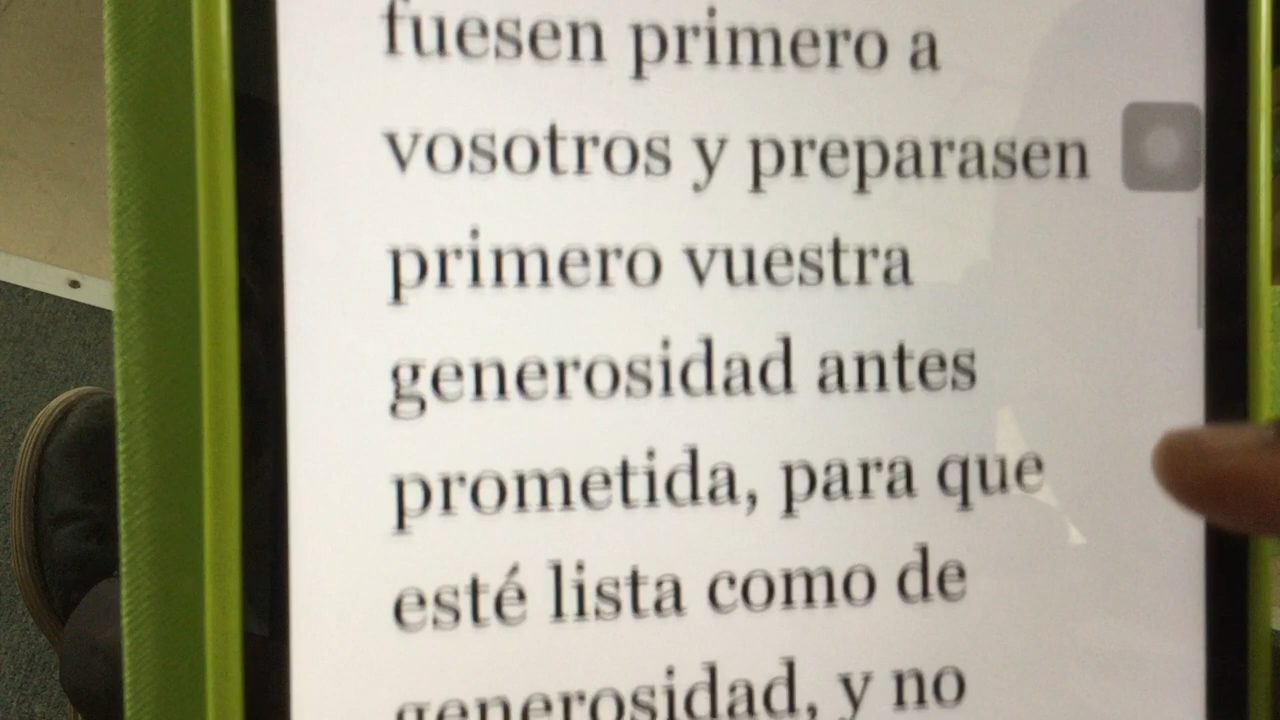 fuesen primero a
vosotros y preparasen
primero vuestra
generosidad antes
prometida, para que
esté lista como de
generosidad, y no